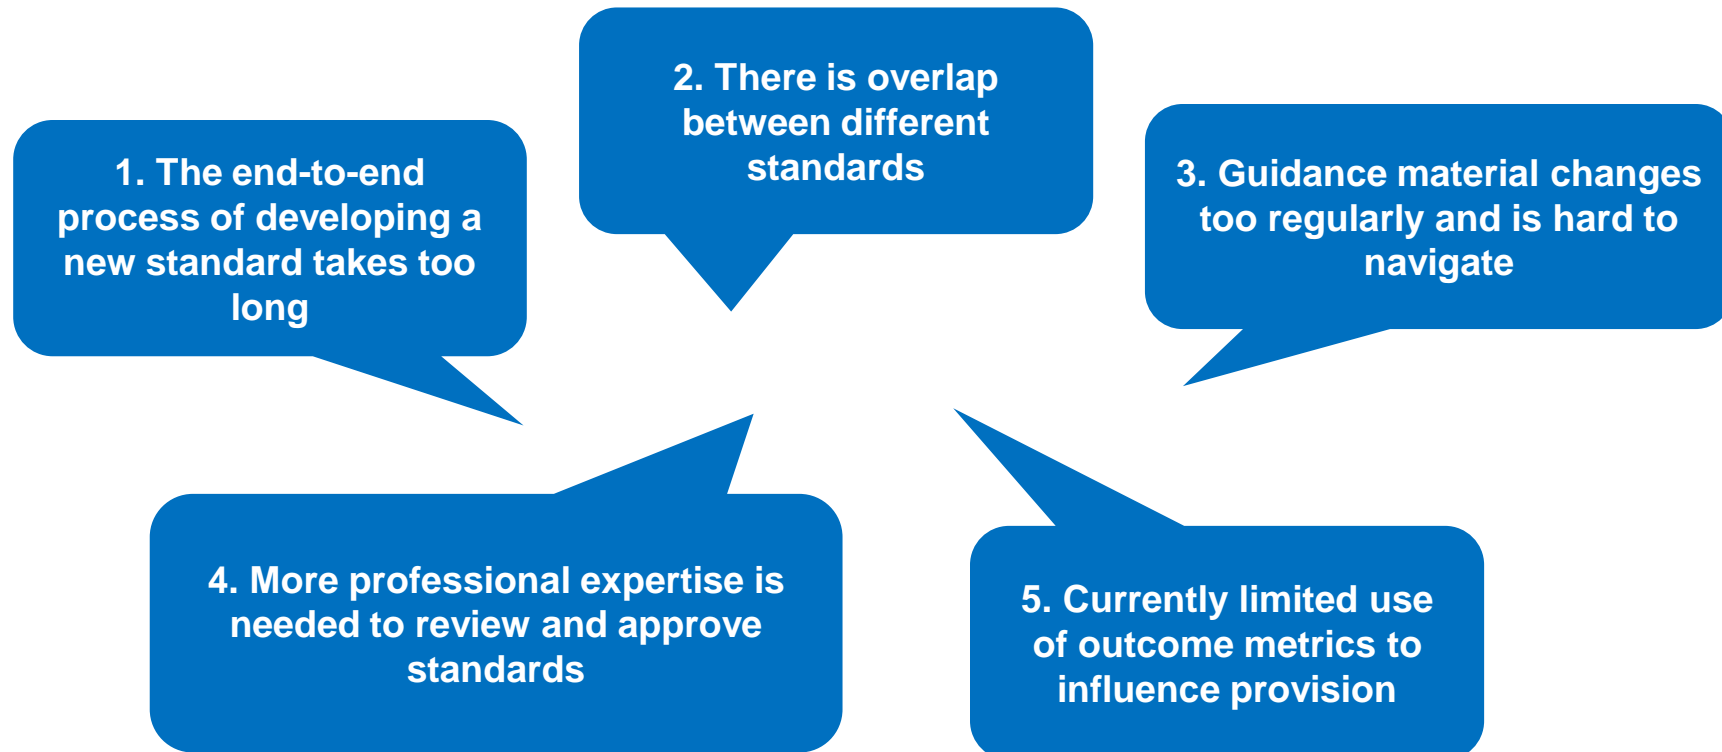 1. The end-to-end
process of developing a
new standard takes too
long
2. There is overlap
between different
standards
3. Guidance material changes
too regularly and is hard to
navigate
4. More professional expertise is
needed to review and approve
standards
5. Currently limited use
of outcome metrics to
influence provision